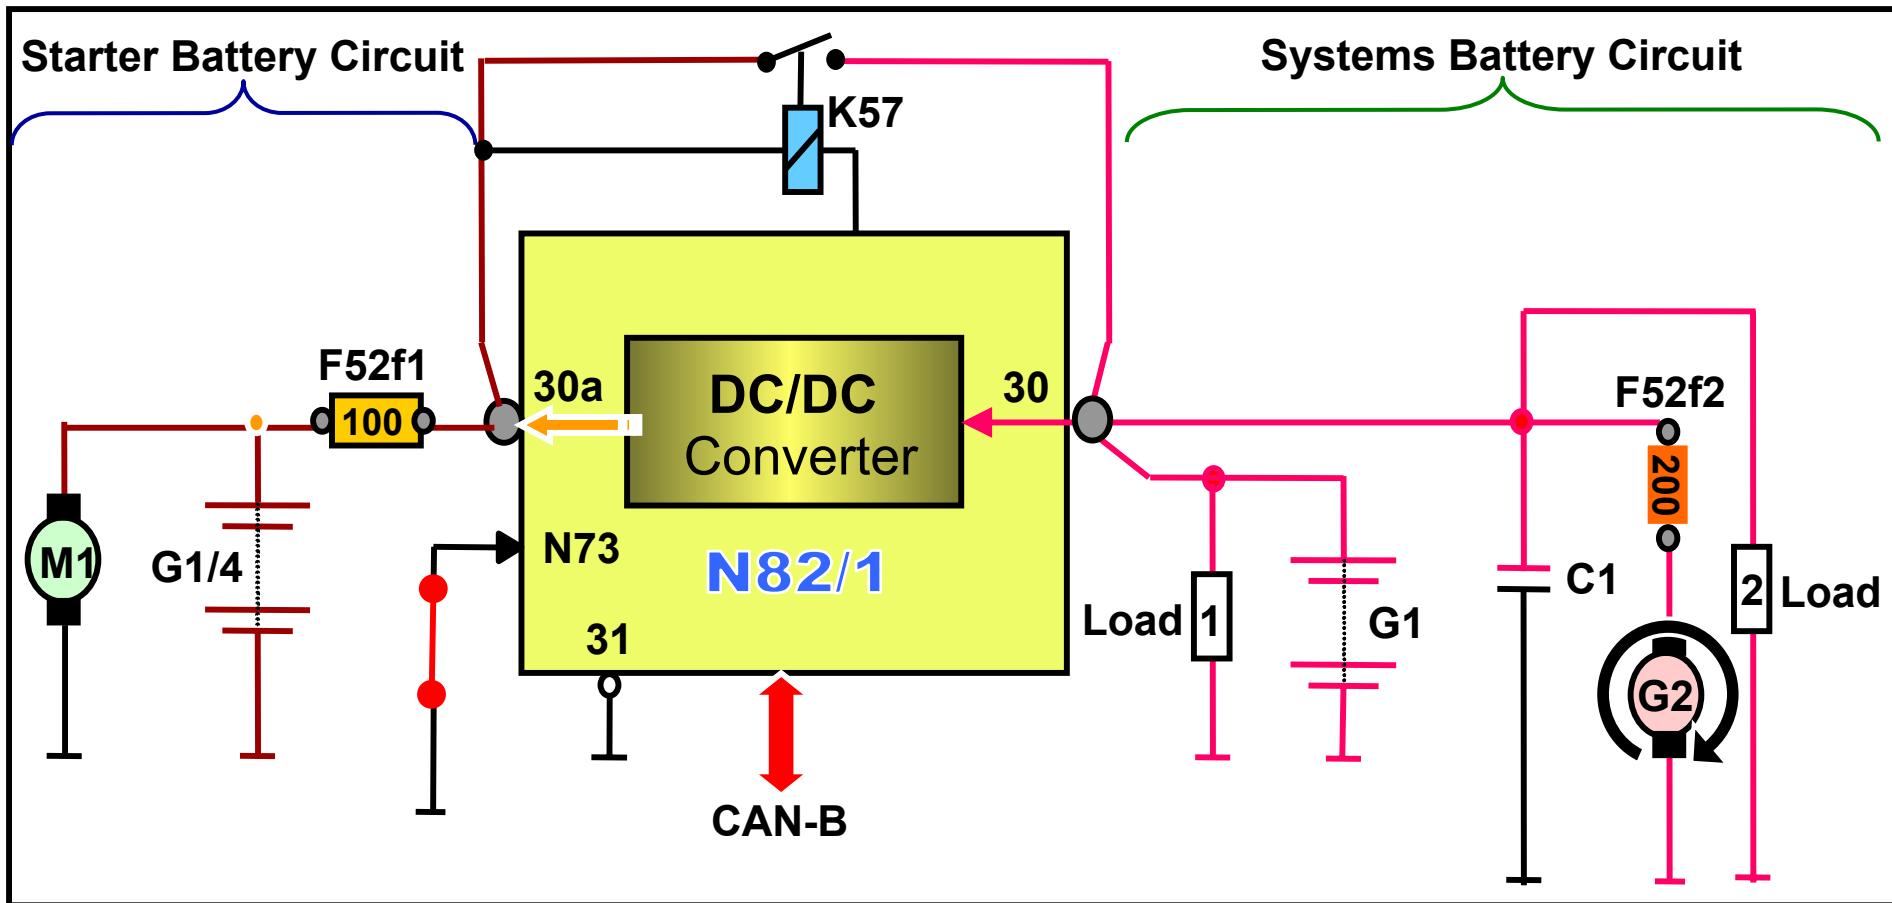 Starter Battery Circuit
Systems Battery Circuit
K57
F52f1
100
30a
DC/DC
Converter
30
F52f2
200
M1
G1/4
N73
N82/1
31
Load 1
G1
C1
2 Load
G2
CAN-B